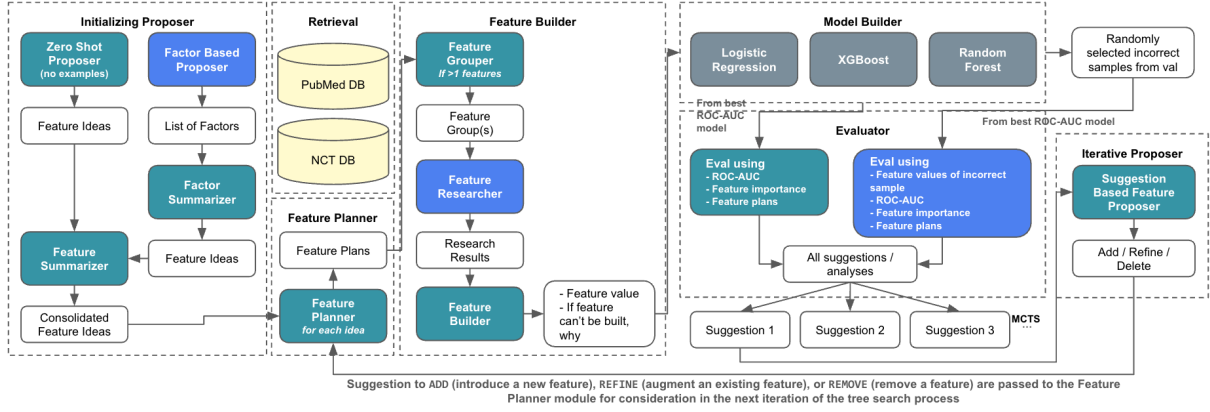 Initializing Proposer
Zero Shot
Proposer
(no examples)
Factor Based
Proposer
Feature Ideas
List of Factors
Factor
Summarizer
Feature
Summarizer
Feature Ideas
Consolidated
Feature Ideas
Retrieval
PubMed DB
NCT DB
Feature Planner
Feature Plans
Feature
Planner
for each idea
Feature Builder
Feature
Grouper
If >1 features
Feature
Group(s)
Feature
Researcher
Research
Results
Feature
Builder
- Feature value
- If feature
can't be built,
why
Model Builder
Logistic
Regression
XGBoost
Random
Forest
Randomly
selected incorrect
samples from val
From best
ROC-AUC
model
From best ROC-AUC model
Evaluator
Eval using
- ROC-AUC
- Feature importance
- Feature plans
Eval using
- Feature values of incorrect
sample
- ROC-AUC
- Feature importance
- Feature plans
All suggestions /
analyses
Suggestion 1
Suggestion 2
Suggestion 3
MCTS
...
Iterative Proposer
Suggestion
Based Feature
Proposer
Add / Refine /
Delete
Suggestion to ADD (introduce a new feature), REFINE (augment an existing feature), or REMOVE (remove a feature) are passed to the Feature
Planner module for consideration in the next iteration of the tree search process